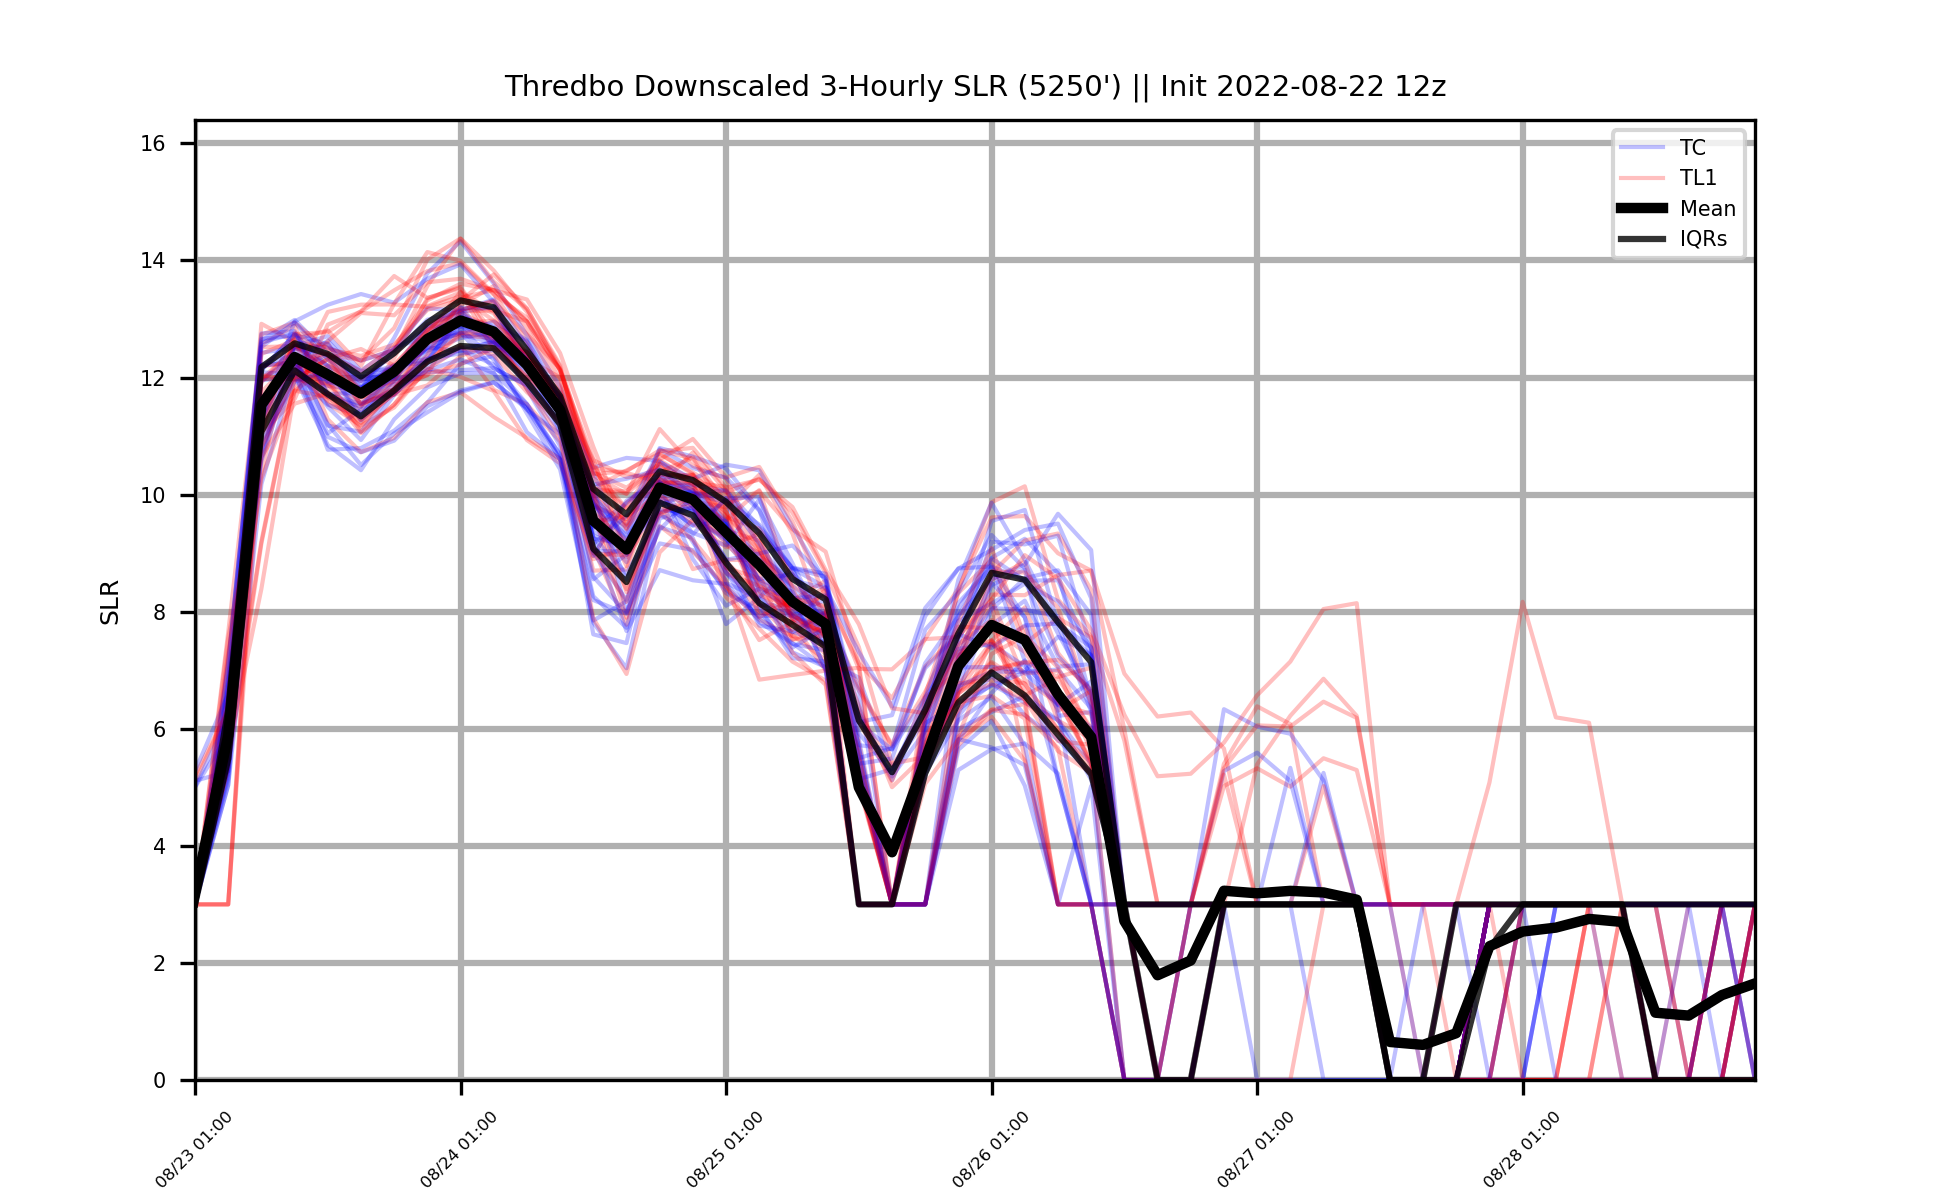 Thredbo Downscaled 3-Hourly SLR (5250') || Init 2022-08-22 12z
16
14
12
10
8
6
4
2
0
SLR
TC
TL1
Mean
IQRs
08/23 01:00
08/24 01:00
08/25 01:00
08/26 01:00
08/27 01:00
08/28 01:00